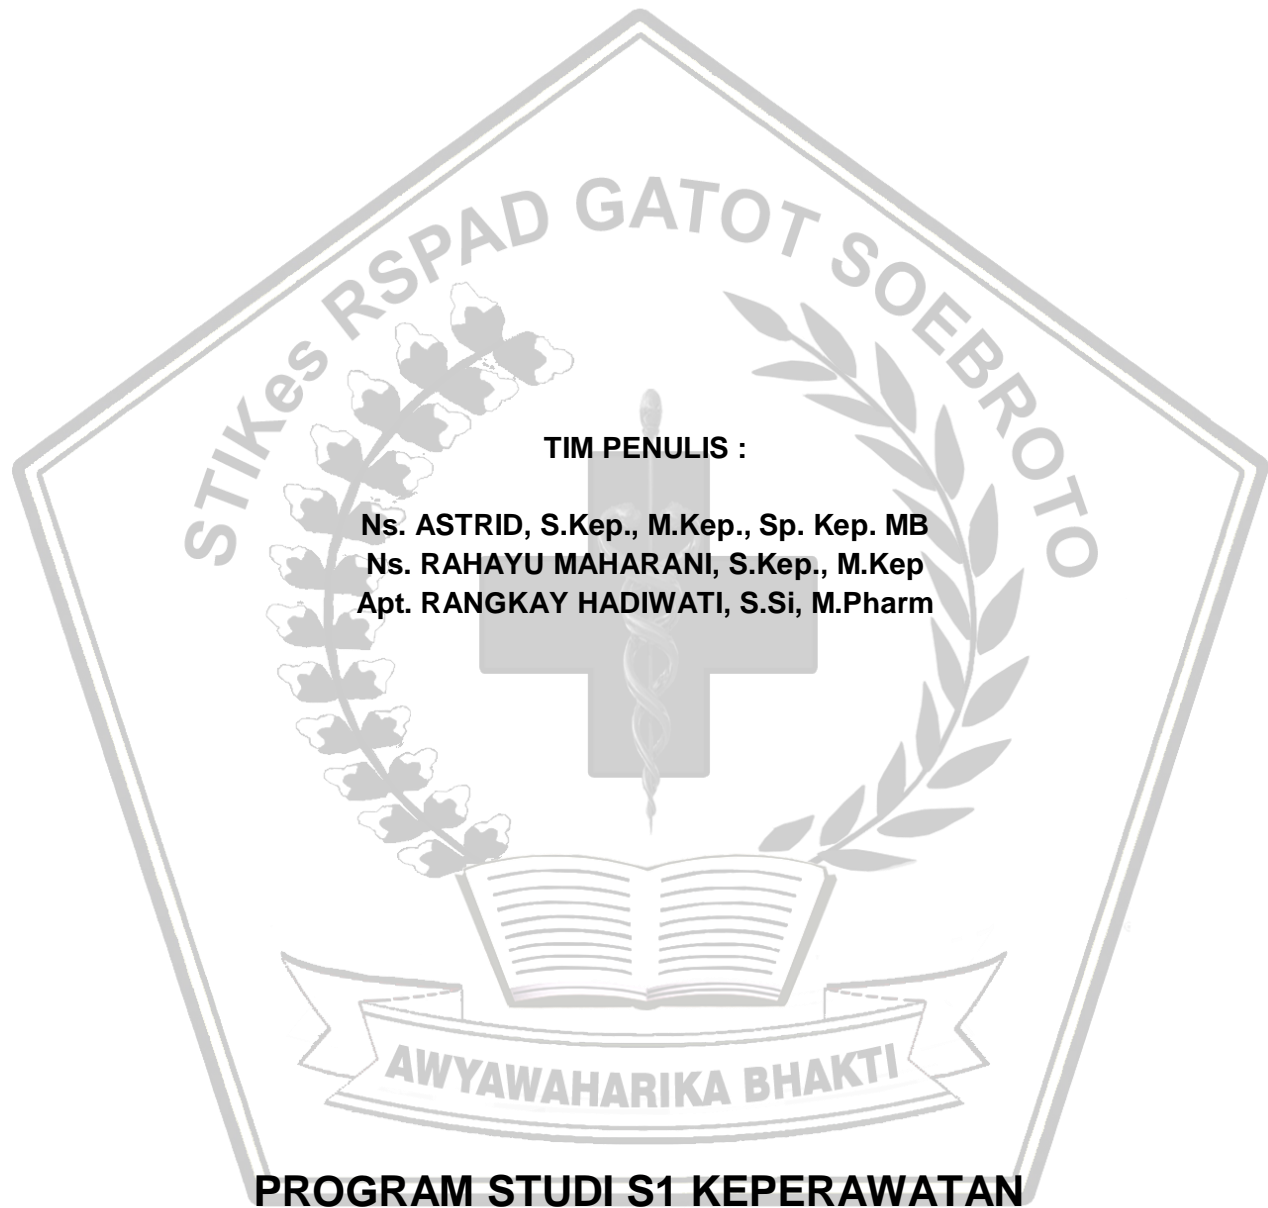 STIKes RSPAD GATOT SOEBROTO
TIM PENULIS :
Ns. ASTRID, S.Kep., M.Kep., Sp. Kep. MB
Ns. RAHAYU MAHARANI, S.Kep., M.Kep
Apt. RANGKAY HADIWATI, S.Si, M.Pharm
AWYAWAHARIKA BHAKTI
PROGRAM STUDI S1 KEPERAWATAN